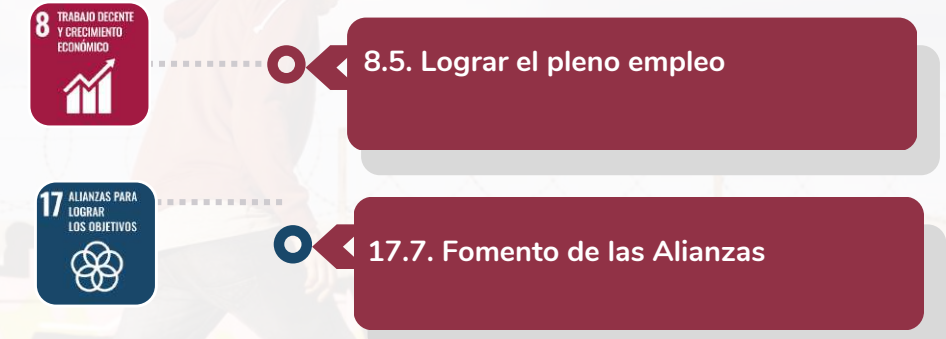 8 TRABAJO DECENTE
Y CRECIMIENTO
ECONÓMICO
8.5. Lograr el pleno empleo
17 ALIANZAS PARA
LOGRAR
LOS OBJETIVOS
17.7. Fomento de las Alianzas